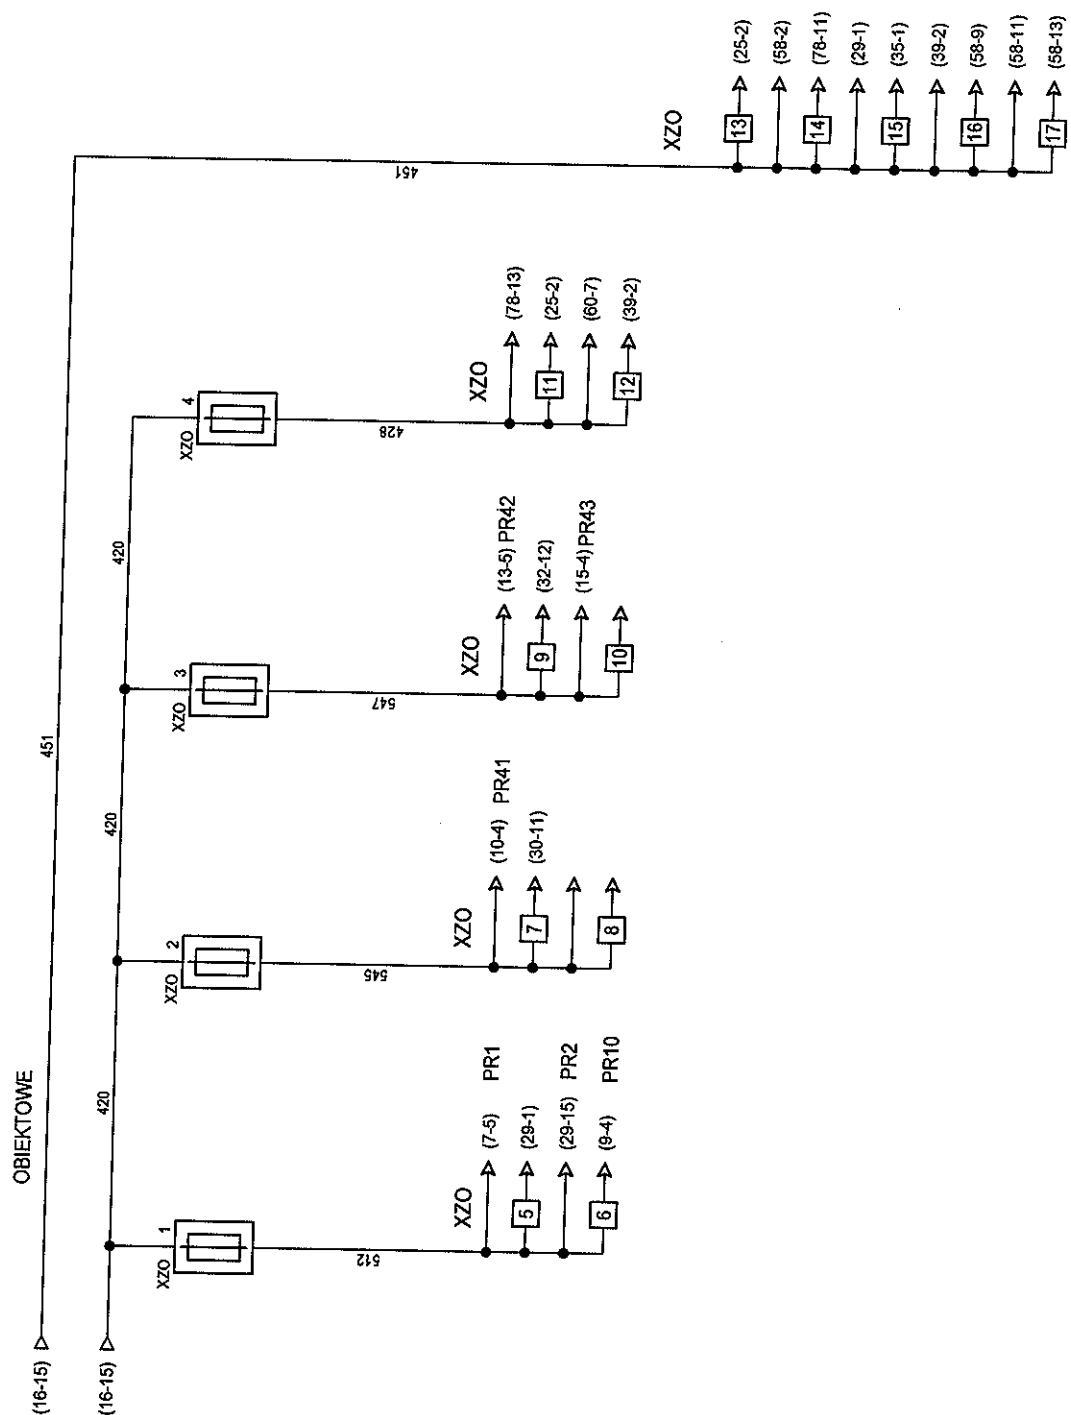 OBIEKTOWE
(16-15)
451
451
(16-15)
420
420
420
XZO 1
XZO 2
XZO 3
XZO 4
512
545
547
428
XZO
(7-5) PR1
5 (29-1)
(29-15) PR2
6 (9-4) PR10
XZO
(10-4) PR41
7 (30-11)
8
XZO
(13-5) PR42
9 (32-12)
(15-4) PR43
10
XZO
(78-13)
11 (25-2)
(60-7)
12 (39-2)
XZO
13 (25-2)
(58-2)
14 (78-11)
(29-1)
15 (35-1)
(39-2)
16 (58-9)
(58-11)
17 (58-13)